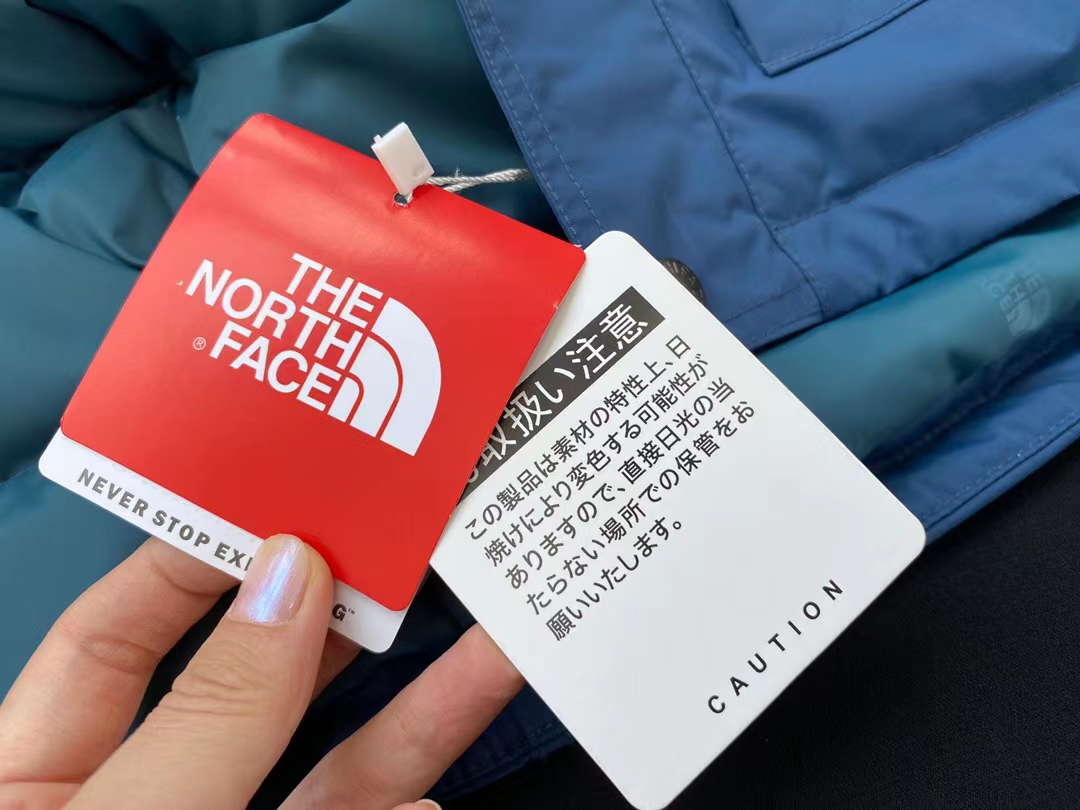 THE
NORTH
FACE
®
NEVER STOP
取扱い注意
この製品は素材の特性上、日
焼けにより変色する可能性が
ありますので、直接日光の当
たらない場所での保管をお
願いいたします。
CAUTION
THE